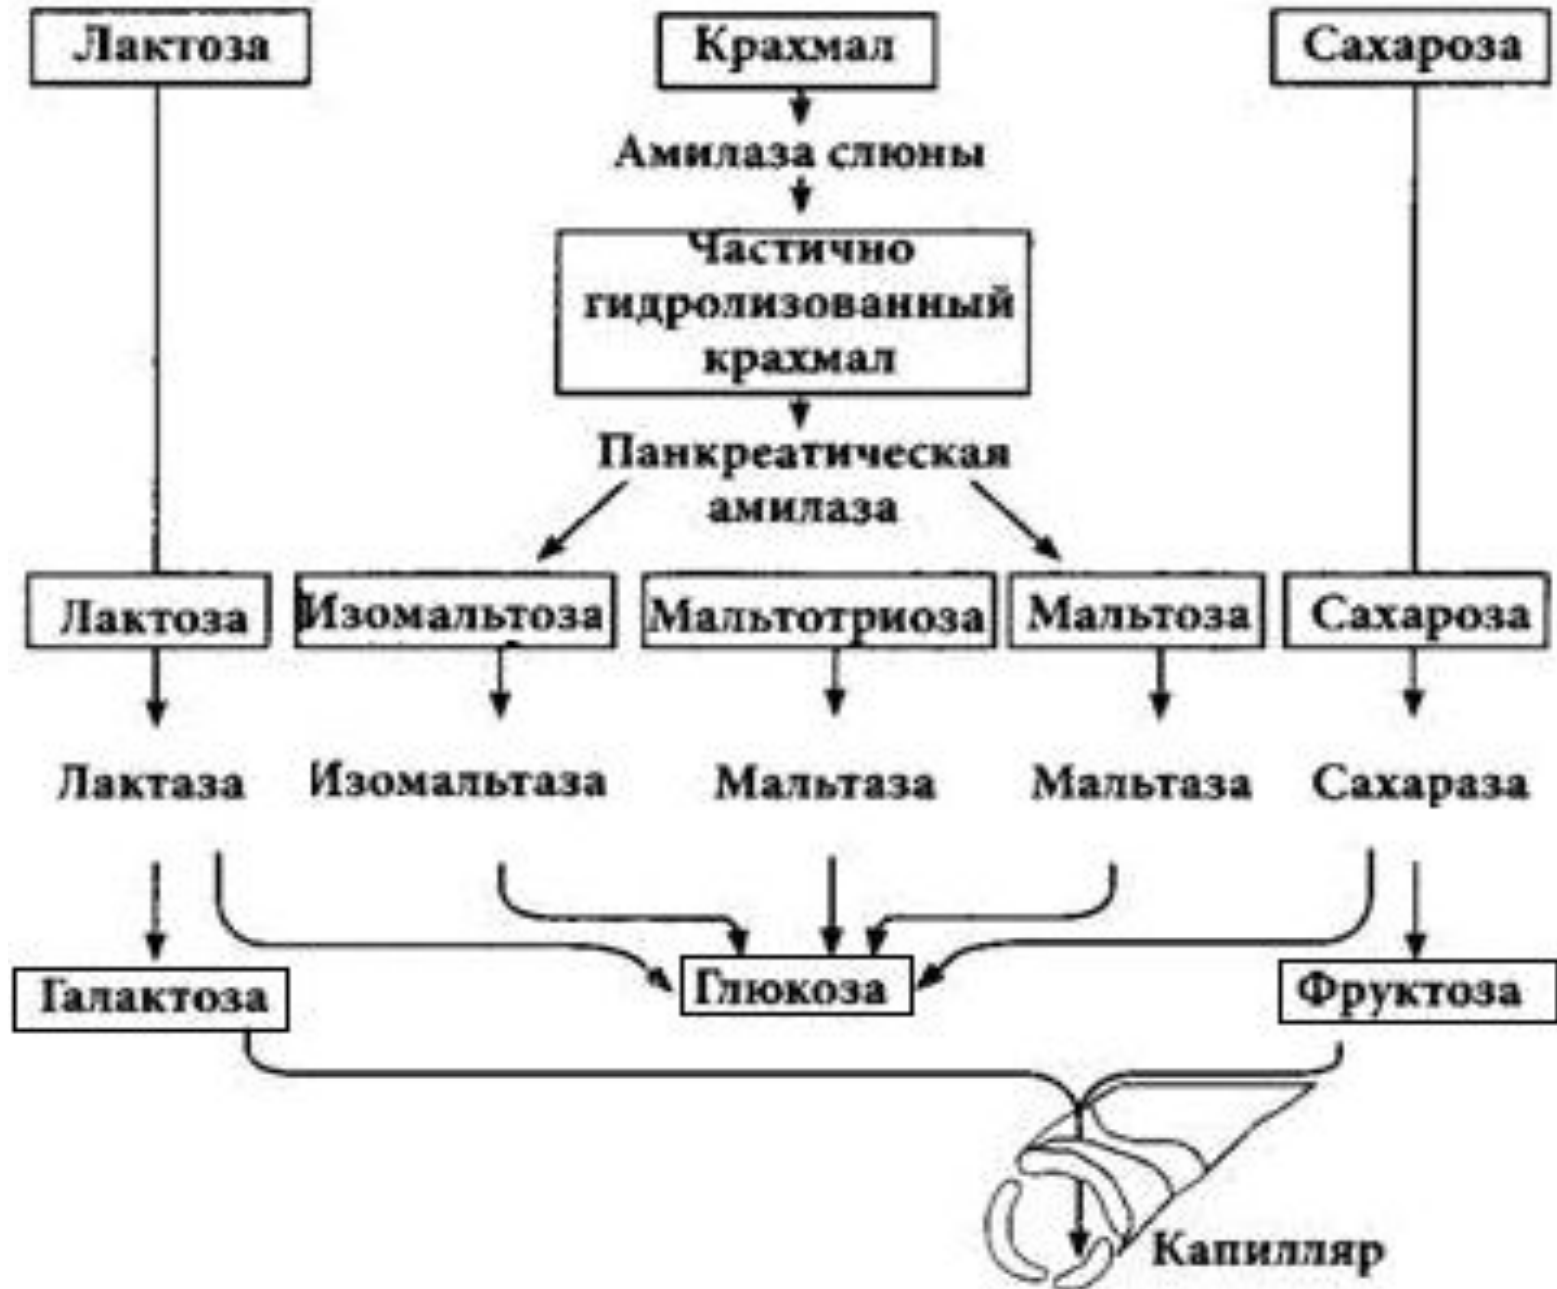 Лактоза
Крахмал
Сахароза
Амилаза слюны
Частично
гидролизованный
крахмал
Панкреатическая
амилаза
Лактоза
Изомальтоза
Мальтотриоза
Мальтоза
Сахароза
Лактаза
Изомальтаза
Мальтаза
Мальтаза
Сахараза
Галактоза
Глюкоза
Фруктоза
Капилляр